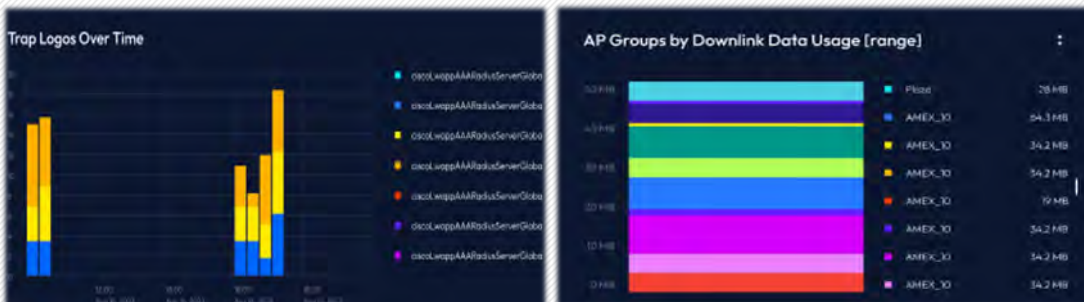 Trap Logos Over Time
ciscoLwappAAARadiusServerGloba
ciscoLwappAAARadiusServerGloba
ciscoLwappAAARadiusServerGloba
ciscoLwappAAARadiusServerGloba
ciscoLwappAAARadiusServerGloba
ciscoLwappAAARadiusServerGloba
ciscoLwappAAARadiusServerGloba
AP Groups by Downlink Data Usage [range]
40 MB
30 MB
20 MB
10 MB
0 MB
Plaza 28 MB
AMEX_10 64.3 MB
AMEX_10 34.2 MB
AMEX_10 34.2 MB
AMEX_10 19 MB
AMEX_10 34.2 MB
AMEX_10 34.2 MB
AMEX_10 34.2 MB